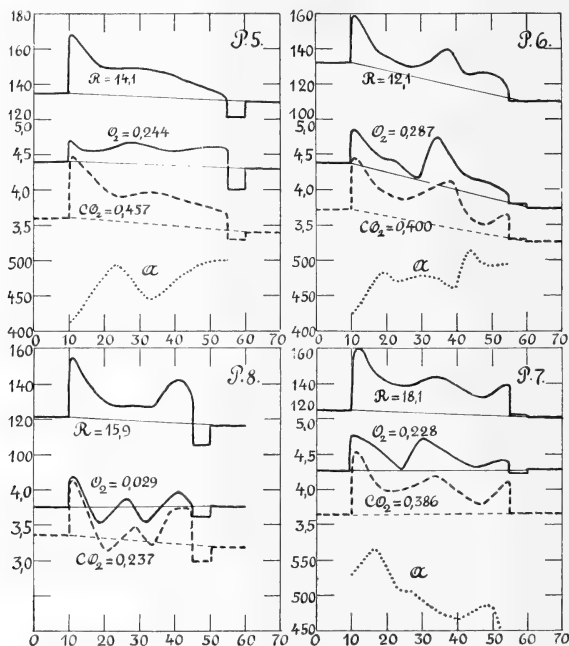 P.5.
180
160
140
120
R = 14,1
5,0
4,5
4,0
3,5
O₂ = 0,244
CO₂ = 0,457
500
450
400
α
0 10 20 30 40 50 60 70
P.6.
160
140
120
100
R = 12,1
5,0
4,5
4,0
3,5
O₂ = 0,287
CO₂ = 0,400
500
450
400
α
0 10 20 30 40 50 60 70
P.8.
160
140
120
100
R = 15,9
4,0
3,5
3,0
O₂ = 0,029
CO₂ = 0,237
0 10 20 30 40 50 60 70
P.7.
160
140
120
5,0
R = 18,1
4,5
4,0
3,5
O₂ = 0,228
CO₂ = 0,386
550
500
450
α
0 10 20 30 40 50 60 70